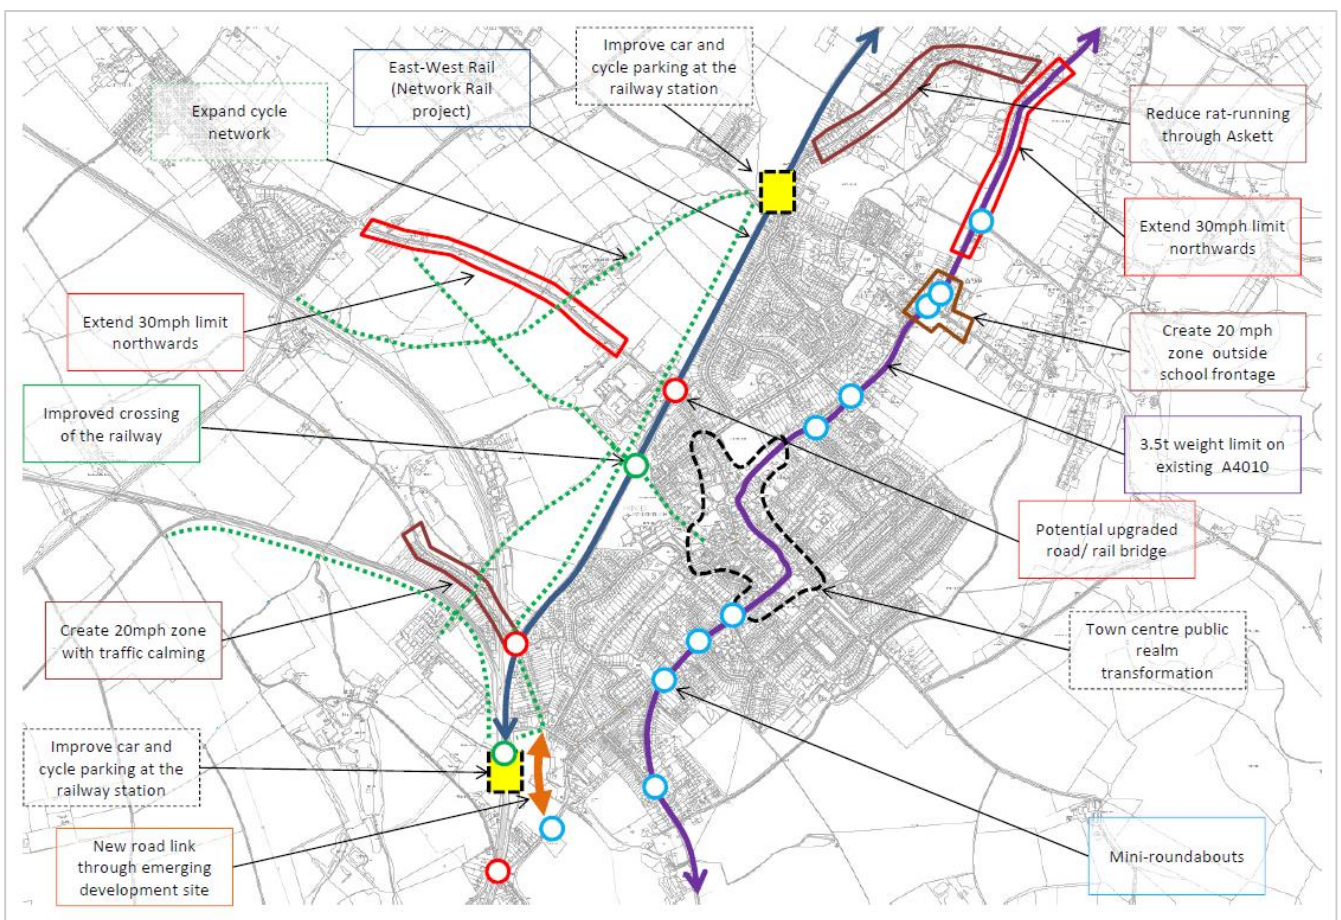 Improve car and
cycle parking at the
railway station
East-West Rail
(Network Rail
project)
Expand cycle
network
Reduce rat-running
through Askett
Extend 30mph limit
northwards
Extend 30mph limit
northwards
Create 20 mph
zone outside
school frontage
Improved crossing
of the railway
3.5t weight limit on
existing A4010
Potential upgraded
road/ rail bridge
Create 20mph zone
with traffic calming
Town centre public
realm
transformation
Improve car and
cycle parking at the
railway station
New road link
through emerging
development site
Mini-roundabouts